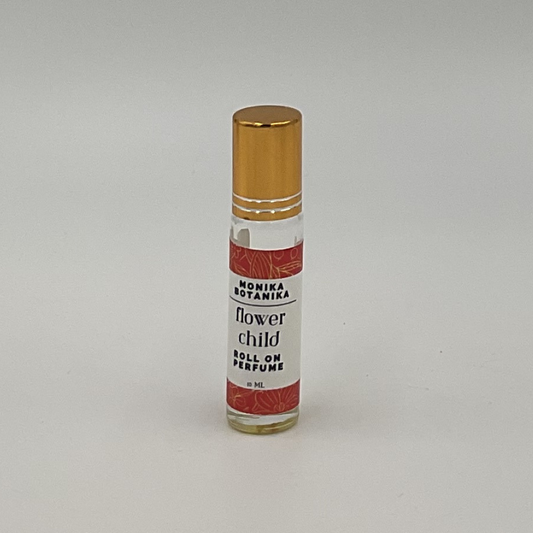 MONIKA
BOTANIKA
flower
child
ROLL ON
PERFUME
10 ML